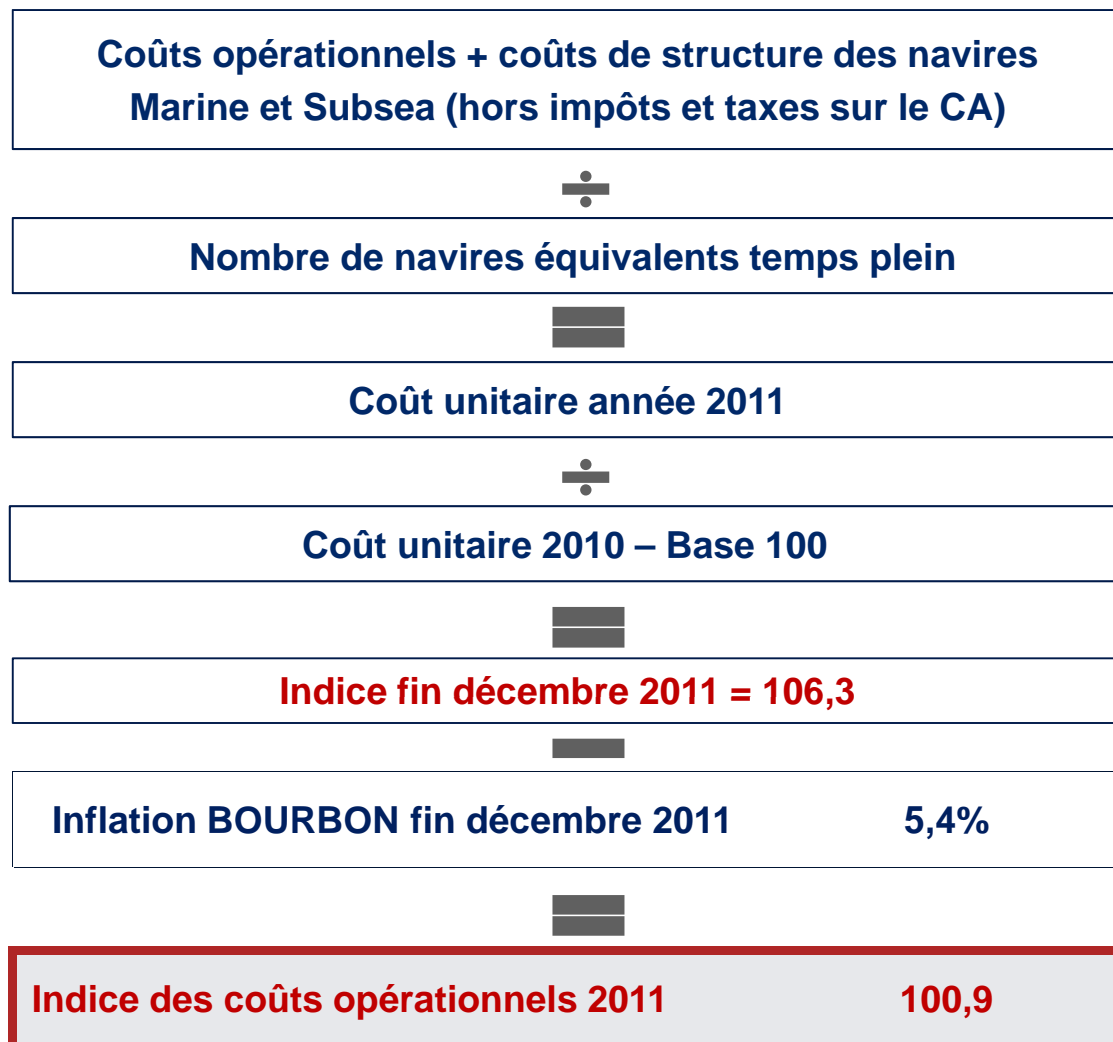 Coûts opérationnels + coûts de structure des navires
Marine et Subsea (hors impôts et taxes sur le CA)
÷
Nombre de navires équivalents temps plein
=
Coût unitaire année 2011
÷
Coût unitaire 2010 – Base 100
=
Indice fin décembre 2011 = 106,3
-
Inflation BOURBON fin décembre 2011 5,4%
=
Indice des coûts opérationnels 2011 100,9